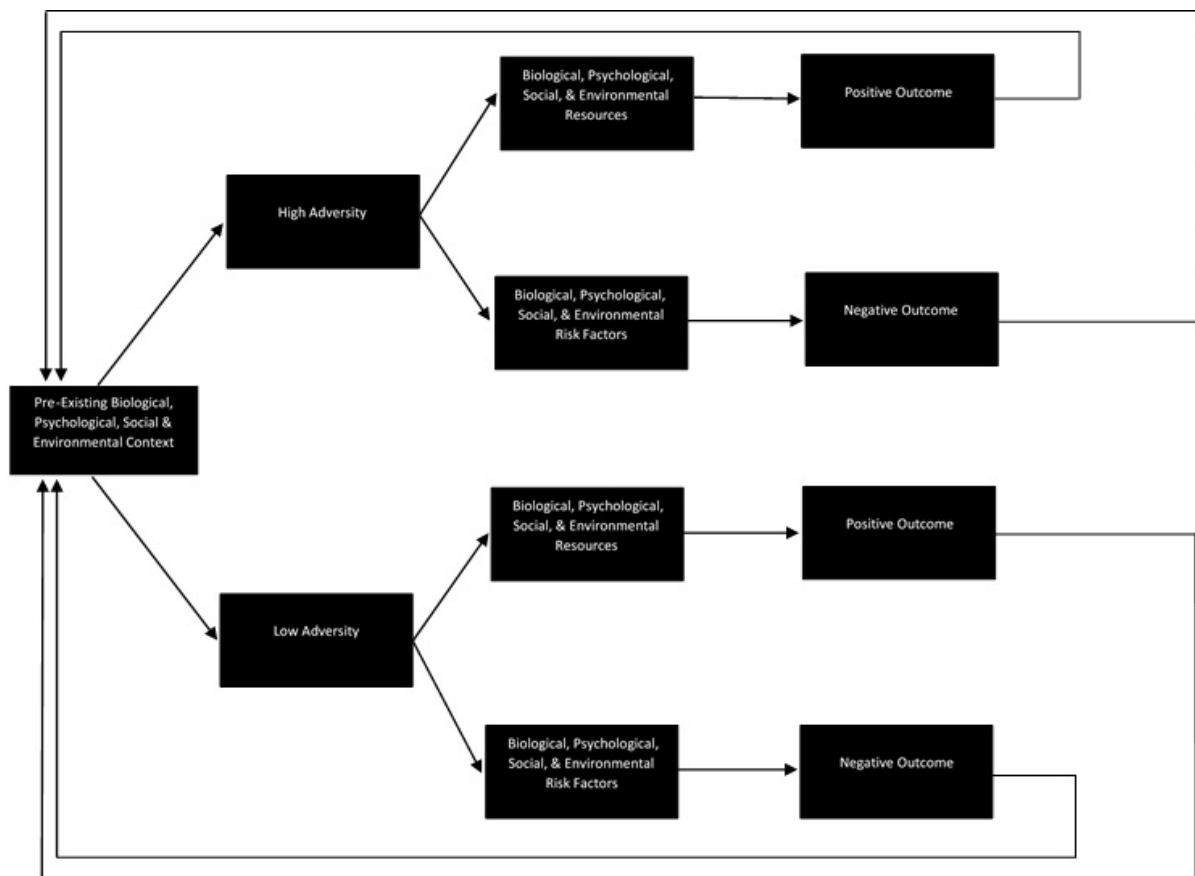 Biological, Psychological,
Social, & Environmental
Resources
Positive Outcome
High Adversity
Biological, Psychological,
Social, & Environmental
Risk Factors
Negative Outcome
Pre-Existing Biological,
Psychological, Social &
Environmental Context
Biological, Psychological,
Social, & Environmental
Resources
Positive Outcome
Low Adversity
Biological, Psychological,
Social, & Environmental
Risk Factors
Negative Outcome